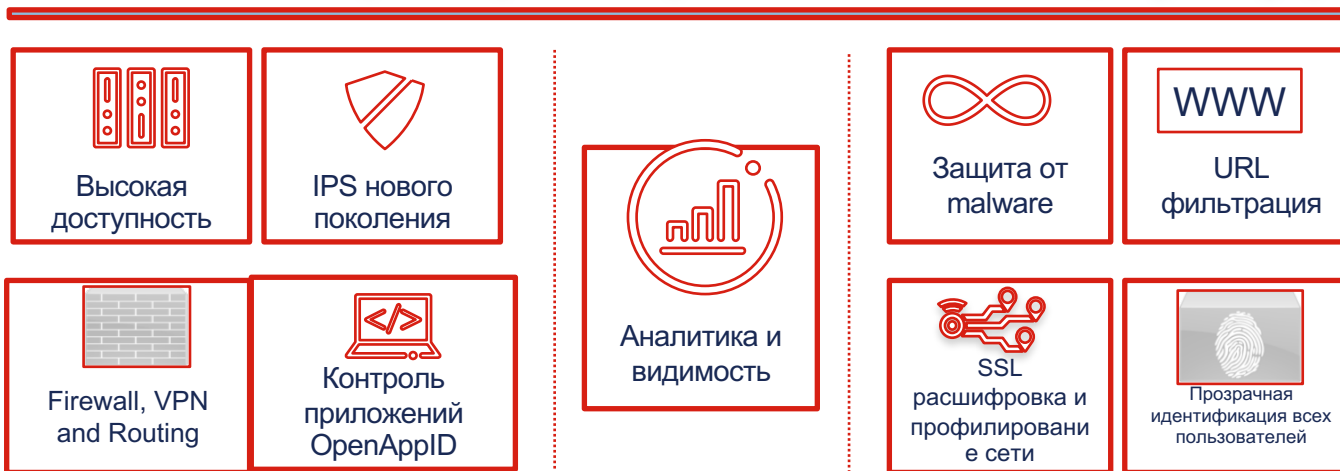 Высокая
доступность
IPS нового
поколения
Firewall, VPN
and Routing
</>
Контроль
приложений
OpenAppID
Аналитика и
видимость
Защита от
malware
WWW
URL
фильтрация
SSL
расшифровка и
профилировани
е сети
Прозрачная
идентификация всех
пользователей